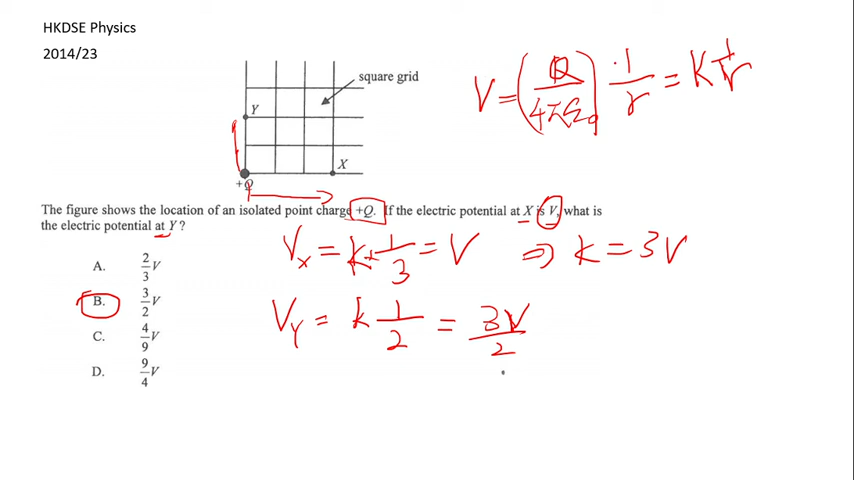 HKDSE Physics
2014/23
V = (Q / 4πε₀) · 1/r = K 1/r
square grid
Y
X
+Q
The figure shows the location of an isolated point charge +Q. If the electric potential at X is V, what is
the electric potential at Y ?
A. 2/3 V
B. 3/2 V
C. 4/9 V
D. 9/4 V
Vx = k × 1/3 = V ⇒ k = 3V
VY = k 1/2 = 3V/2